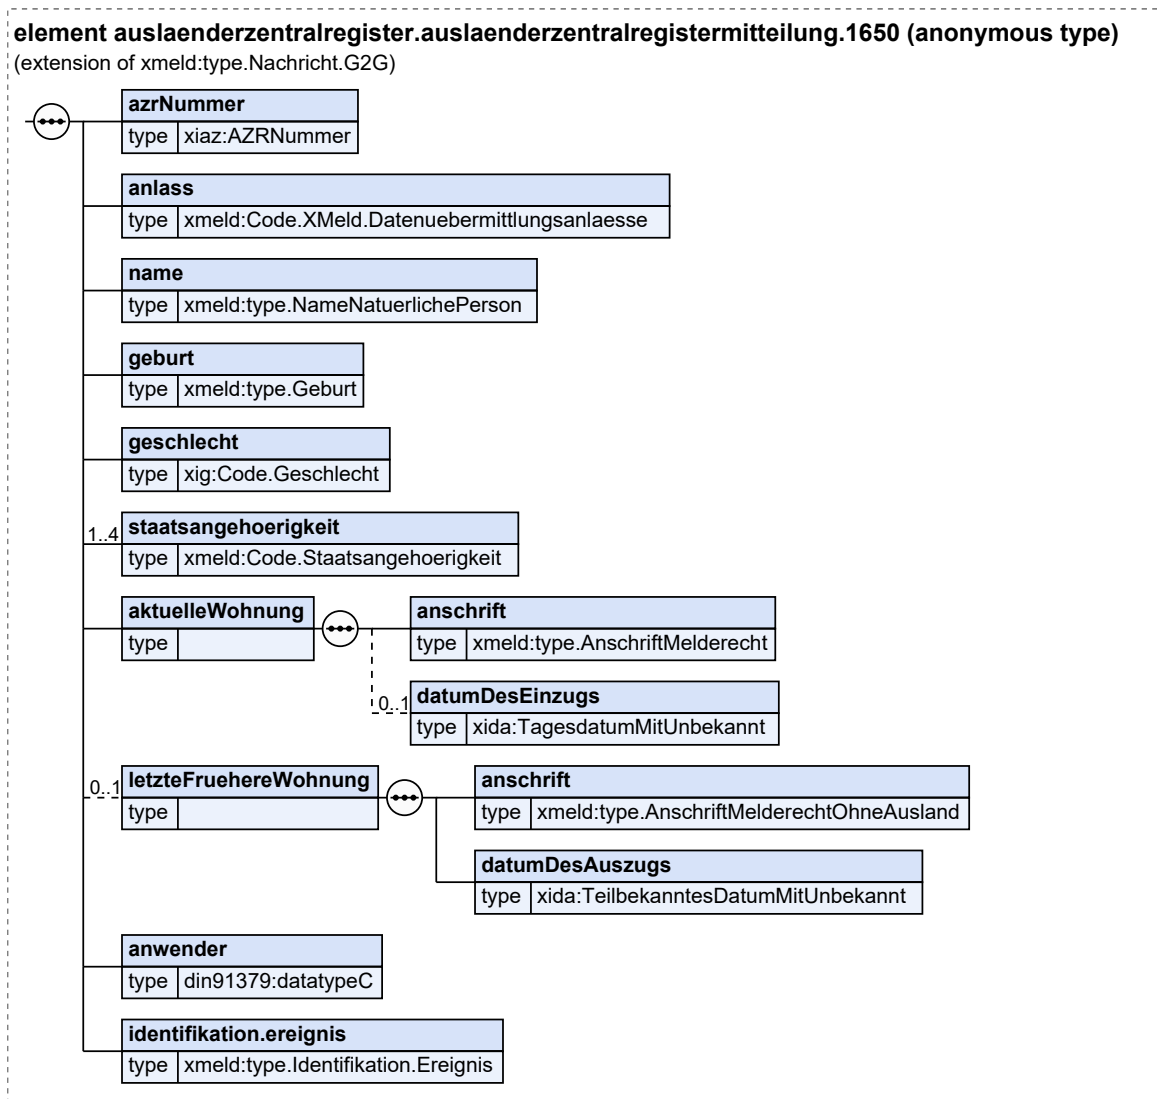 element auslaenderzentralregister.auslaenderzentralregistermitteilung.1650 (anonymous type)
(extension of xmeld:type.Nachricht.G2G)
azrNummer
type xiaz:AZRNummer
anlass
type xmeld:Code.XMeld.Datenuebermittlungsanlaesse
name
type xmeld:type.NameNatuerlichePerson
geburt
type xmeld:type.Geburt
geschlecht
type xig:Code.Geschlecht
1..4 staatsangehoerigkeit
type xmeld:Code.Staatsangehoerigkeit
aktuelleWohnung
type
anschrift
type xmeld:type.AnschriftMelderecht
0..1 datumDesEinzugs
type xida:TagesdatumMitUnbekannt
0..1 letzteFruehereWohnung
type
anschrift
type xmeld:type.AnschriftMelderechtOhneAusland
datumDesAuszugs
type xida:TeilbekanntesDatumMitUnbekannt
anwender
type din91379:datatypeC
identifikation.ereignis
type xmeld:type.Identifikation.Ereignis